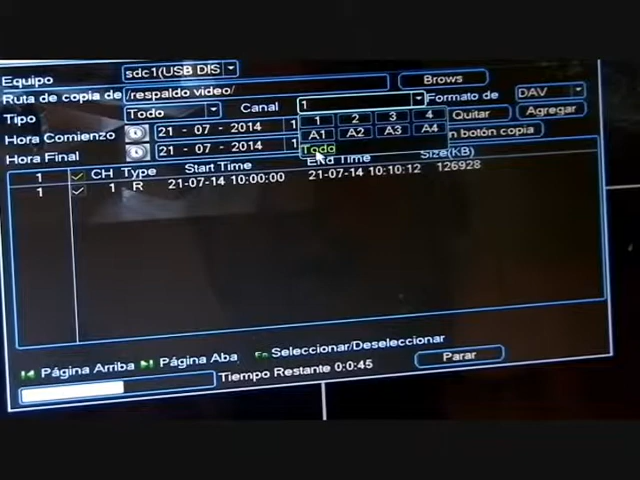 Equipo sdc1(USB DIS
Ruta de copia de /respaldo video/ Brows
Tipo Todo Canal 1 Formato de DAV
Hora Comienzo 21 - 07 - 2014 1 1 2 3 4 Quitar Agregar
Hora Final 21 - 07 - 2014 1 A1 A2 A3 A4 n botón copia
Todo
1 CH Type Start Time End Time Size(KB)
1 1 R 21-07-14 10:00:00 21-07-14 10:10:12 126928
Página Arriba Página Aba Fn Seleccionar/Deseleccionar
Tiempo Restante 0:0:45 Parar